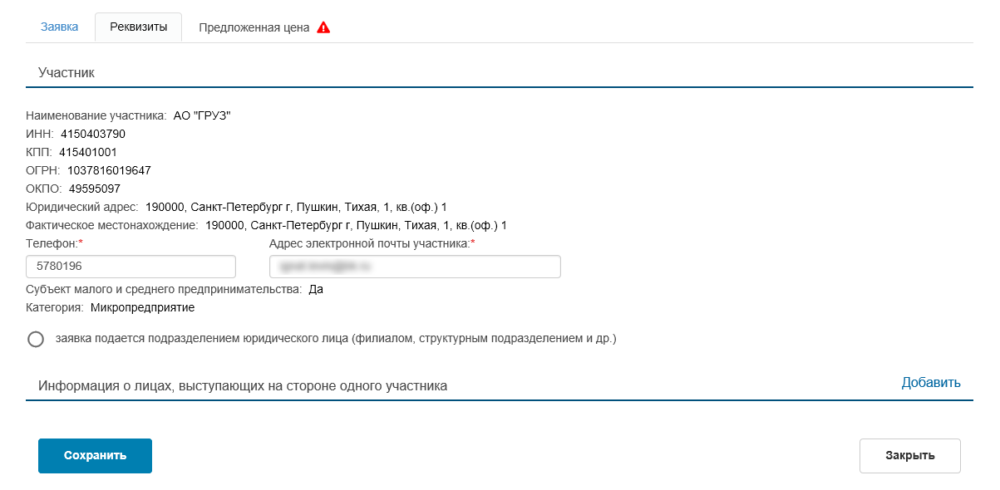 Заявка Реквизиты Предложенная цена
Участник
Наименование участника: АО "ГРУЗ"
ИНН: 4150403790
КПП: 415401001
ОГРН: 1037816019647
ОКПО: 49595097
Юридический адрес: 190000, Санкт-Петербург г, Пушкин, Тихая, 1, кв.(оф.) 1
Фактическое местонахождение: 190000, Санкт-Петербург г, Пушкин, Тихая, 1, кв.(оф.) 1
Телефон:* Адрес электронной почты участника:*
5780196
Субъект малого и среднего предпринимательства: Да
Категория: Микропредприятие
заявка подается подразделением юридического лица (филиалом, структурным подразделением и др.)
Информация о лицах, выступающих на стороне одного участника Добавить
Сохранить Закрыть